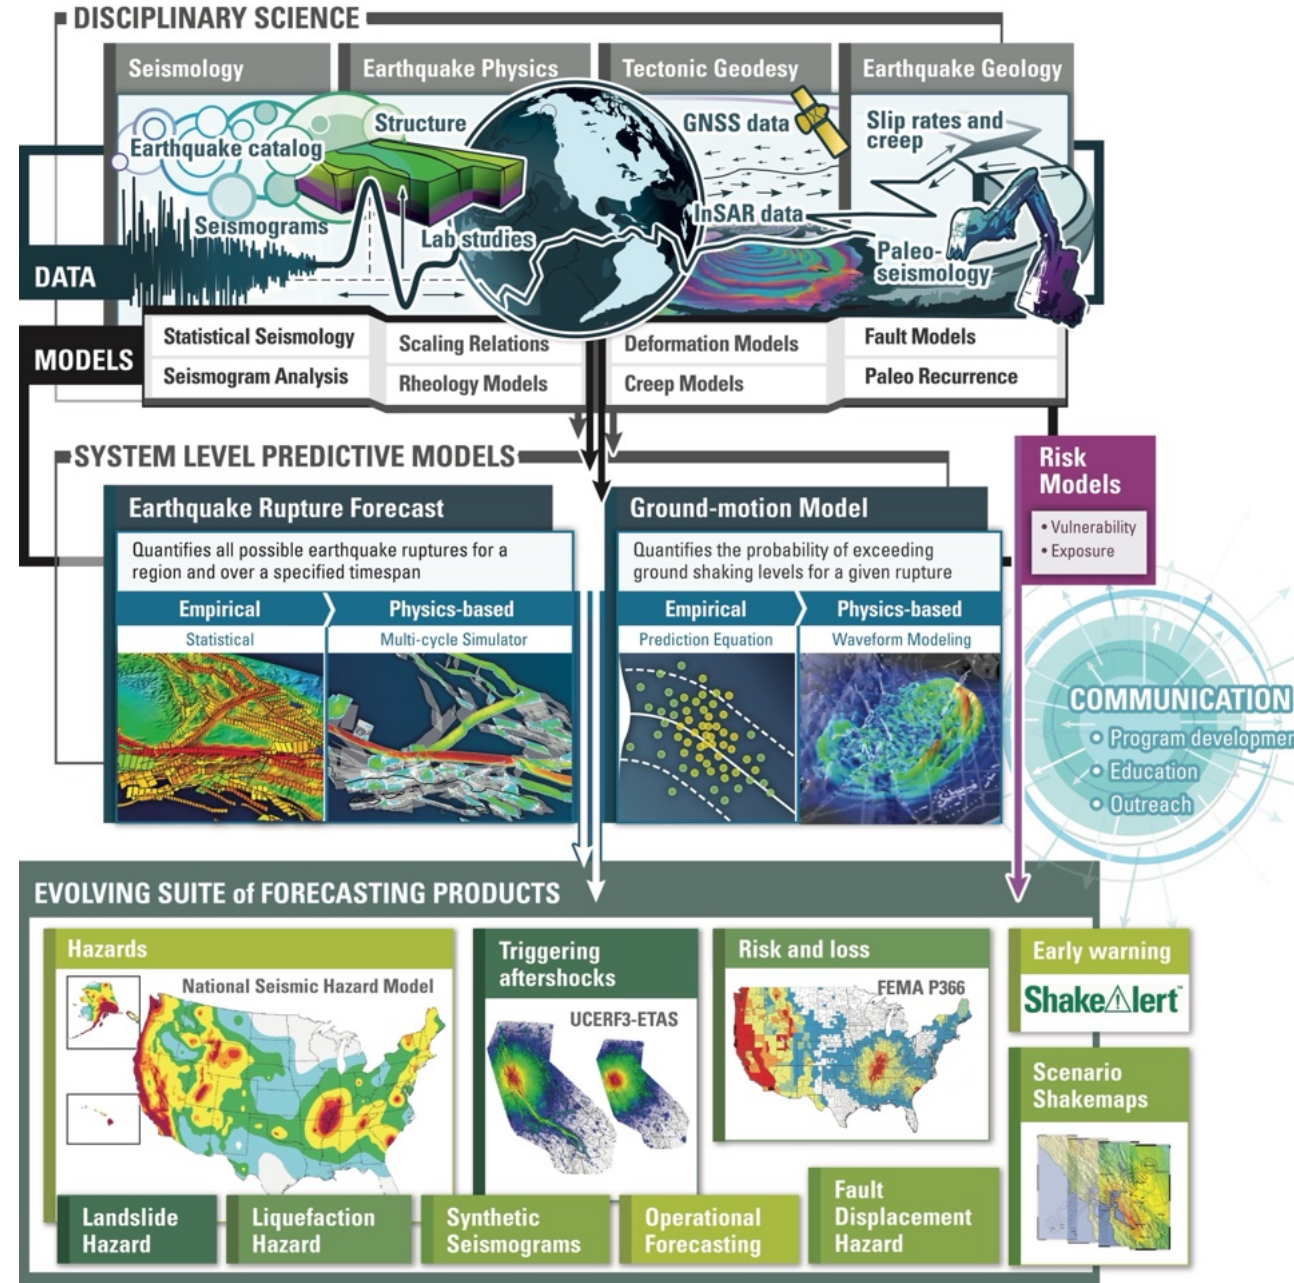 DISCIPLINARY SCIENCE
Seismology
Earthquake Physics
Tectonic Geodesy
Earthquake Geology
Earthquake catalog
Structure
GNSS data
Slip rates and
creep
Seismograms
Lab studies
InSAR data
Paleo-
seismology
DATA
MODELS
Statistical Seismology
Seismogram Analysis
Scaling Relations
Rheology Models
Deformation Models
Creep Models
Fault Models
Paleo Recurrence
SYSTEM LEVEL PREDICTIVE MODELS
Earthquake Rupture Forecast
Quantifies all possible earthquake ruptures for a
region and over a specified timespan
Empirical
Physics-based
Statistical
Multi-cycle Simulator
Ground-motion Model
Quantifies the probability of exceeding
ground shaking levels for a given rupture
Empirical
Physics-based
Prediction Equation
Waveform Modeling
Risk
Models
• Vulnerability
• Exposure
COMMUNICATION
Program developmen
Education
Outreach
EVOLVING SUITE of FORECASTING PRODUCTS
Hazards
National Seismic Hazard Model
Triggering
aftershocks
UCERF3-ETAS
Risk and loss
FEMA P366
Early warning
ShakeAlert™
Scenario
Shakemaps
Landslide
Hazard
Liquefaction
Hazard
Synthetic
Seismograms
Operational
Forecasting
Fault
Displacement
Hazard